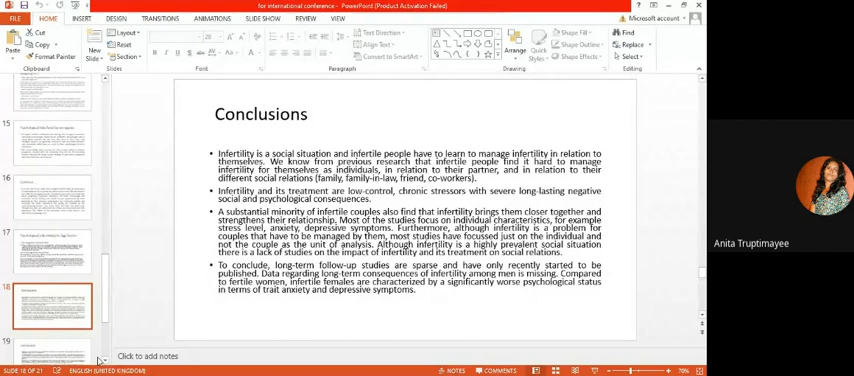 for international conference - PowerPoint (Product Activation Failed)
FILE HOME INSERT DESIGN TRANSITIONS ANIMATIONS SLIDE SHOW REVIEW VIEW Microsoft account
Paste
Cut
Copy
Format Painter
Clipboard
New
Slide
Layout
Reset
Section
Slides
28
B I U S
Font
Text Direction
Align Text
Convert to SmartArt
Paragraph
Arrange
Quick
Styles
Shape Fill
Shape Outline
Shape Effects
Drawing
Find
Replace
Select
Editing
15
16
17
18
19
Conclusions
• Infertility is a social situation and infertile people have to learn to manage infertility in relation to
themselves. We know from previous research that infertile people find it hard to manage
infertility for themselves as individuals, in relation to their partner, and in relation to their
different social relations (family, family-in-law, friend, co-workers).
• Infertility and its treatment are low-control, chronic stressors with severe long-lasting negative
social and psychological consequences.
• A substantial minority of infertile couples also find that infertility brings them closer together and
strengthens their relationship. Most of the studies focus on individual characteristics, for example
stress level, anxiety, depressive symptoms. Furthermore, although infertility is a problem for
couples that have to be managed by them, most studies have focussed just on the individual and
not the couple as the unit of analysis. Although infertility is a highly prevalent social situation
there is a lack of studies on the impact of infertility and its treatment on social relations.
• To conclude, long-term follow-up studies are sparse and have only recently started to be
published. Data regarding long-term consequences of infertility among men is missing. Compared
to fertile women, infertile females are characterized by a significantly worse psychological status
in terms of trait anxiety and depressive symptoms.
Click to add notes
SLIDE 18 OF 21 ENGLISH (UNITED KINGDOM) NOTES COMMENTS 70%
Anita Truptimayee